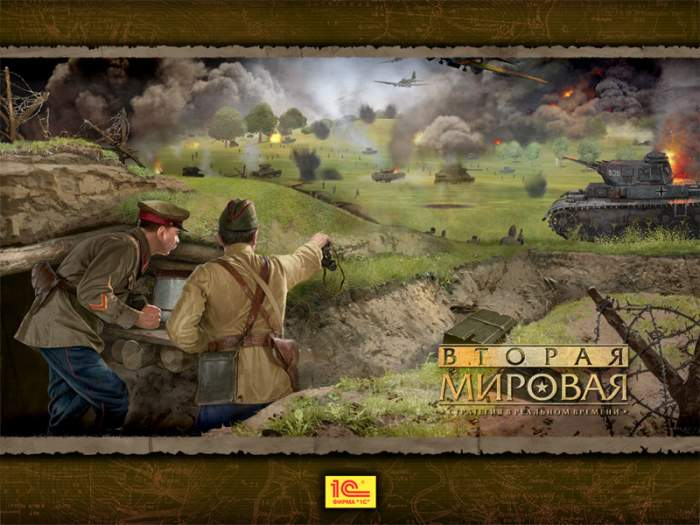 ВТОРАЯ
МИРОВАЯ
СТРАТЕГИЯ В РЕАЛЬНОМ ВРЕМЕНИ
1С
ФИРМА "1С"